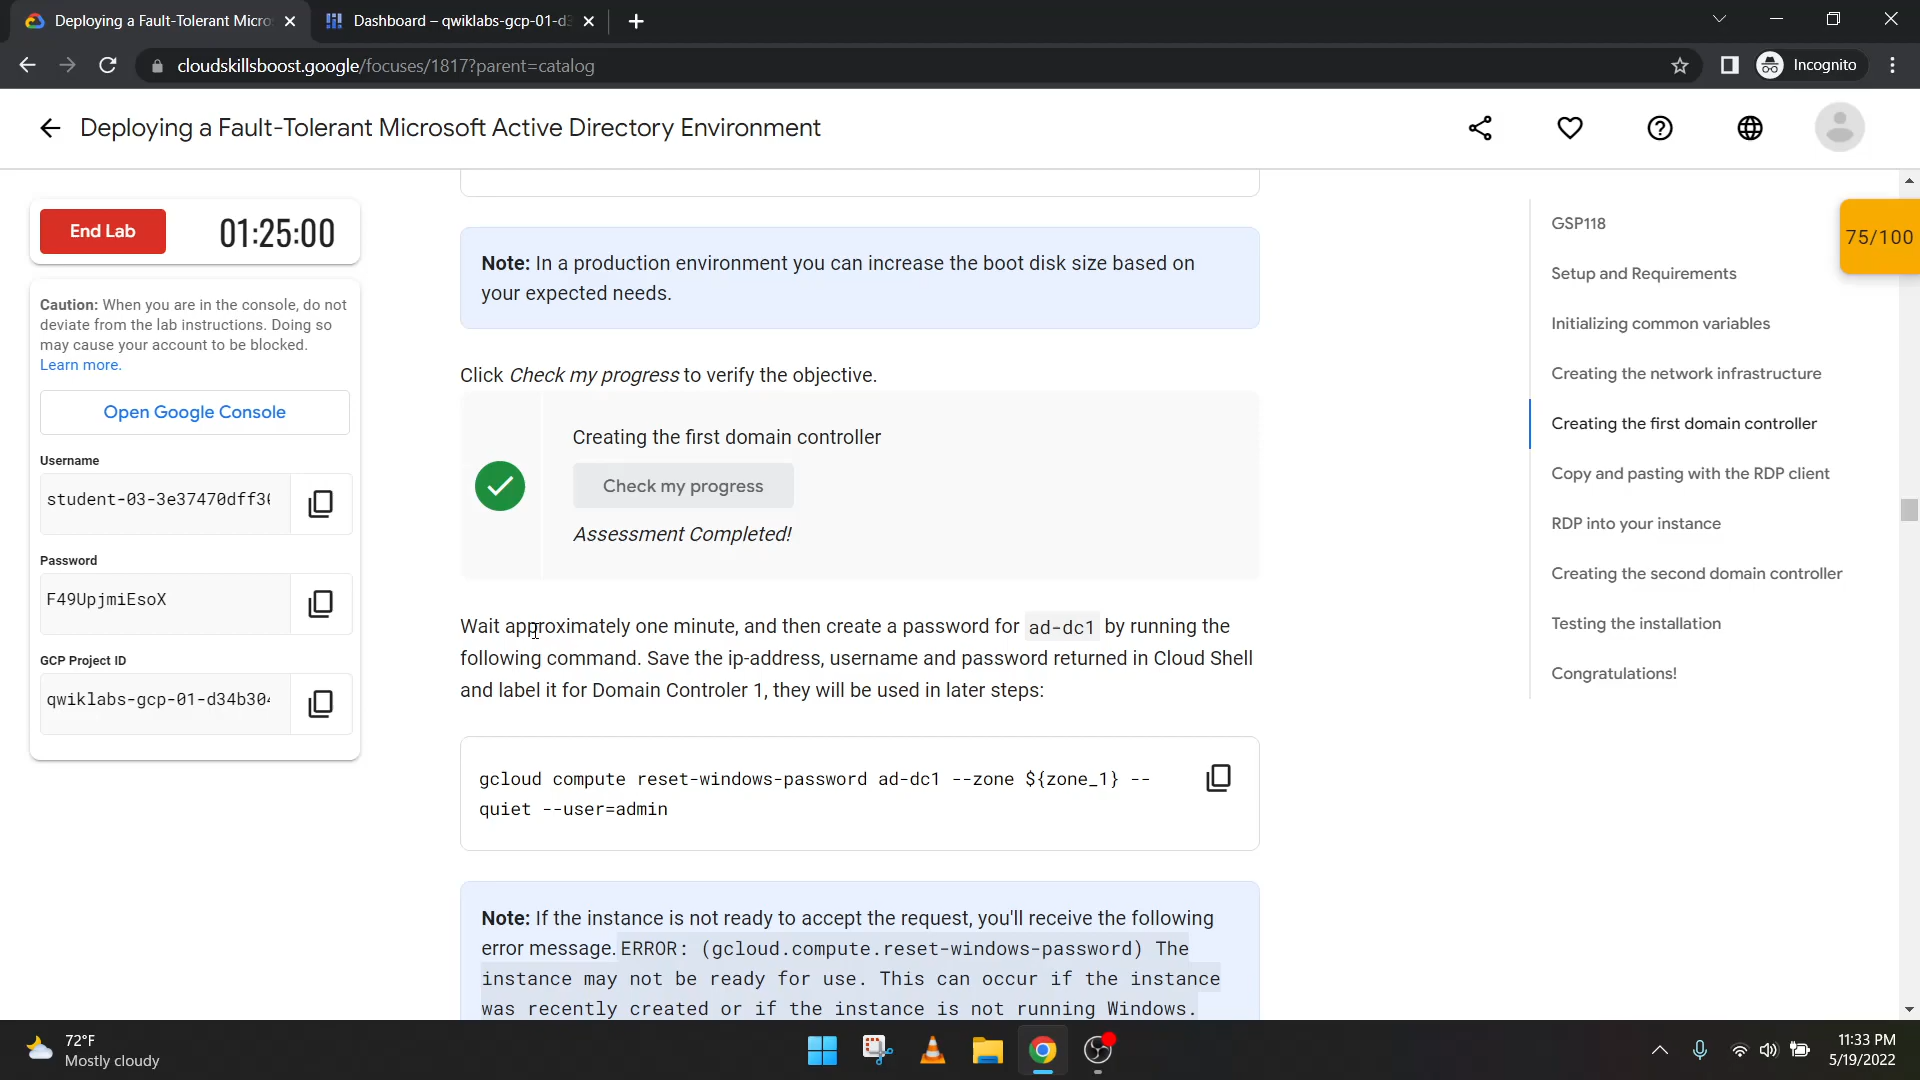 Deploying a Fault-Tolerant Micro
Dashboard – qwiklabs-gcp-01-d3
cloudskillsboost.google/focuses/1817?parent=catalog
Incognito
Deploying a Fault-Tolerant Microsoft Active Directory Environment
End Lab
01:25:00
Caution: When you are in the console, do not
deviate from the lab instructions. Doing so
may cause your account to be blocked.
Learn more.
Open Google Console
Username
student-03-3e37470dff3
Password
F49UpjmiEsoX
GCP Project ID
qwiklabs-gcp-01-d34b304
Note: In a production environment you can increase the boot disk size based on
your expected needs.
Click Check my progress to verify the objective.
Creating the first domain controller
Check my progress
Assessment Completed!
Wait approximately one minute, and then create a password for ad-dc1 by running the
following command. Save the ip-address, username and password returned in Cloud Shell
and label it for Domain Controler 1, they will be used in later steps:
gcloud compute reset-windows-password ad-dc1 --zone ${zone_1} --
quiet --user=admin
Note: If the instance is not ready to accept the request, you'll receive the following
error message. ERROR: (gcloud.compute.reset-windows-password) The
instance may not be ready for use. This can occur if the instance
was recently created or if the instance is not running Windows.
GSP118
Setup and Requirements
Initializing common variables
Creating the network infrastructure
Creating the first domain controller
Copy and pasting with the RDP client
RDP into your instance
Creating the second domain controller
Testing the installation
Congratulations!
75/100
72°F
Mostly cloudy
11:33 PM
5/19/2022